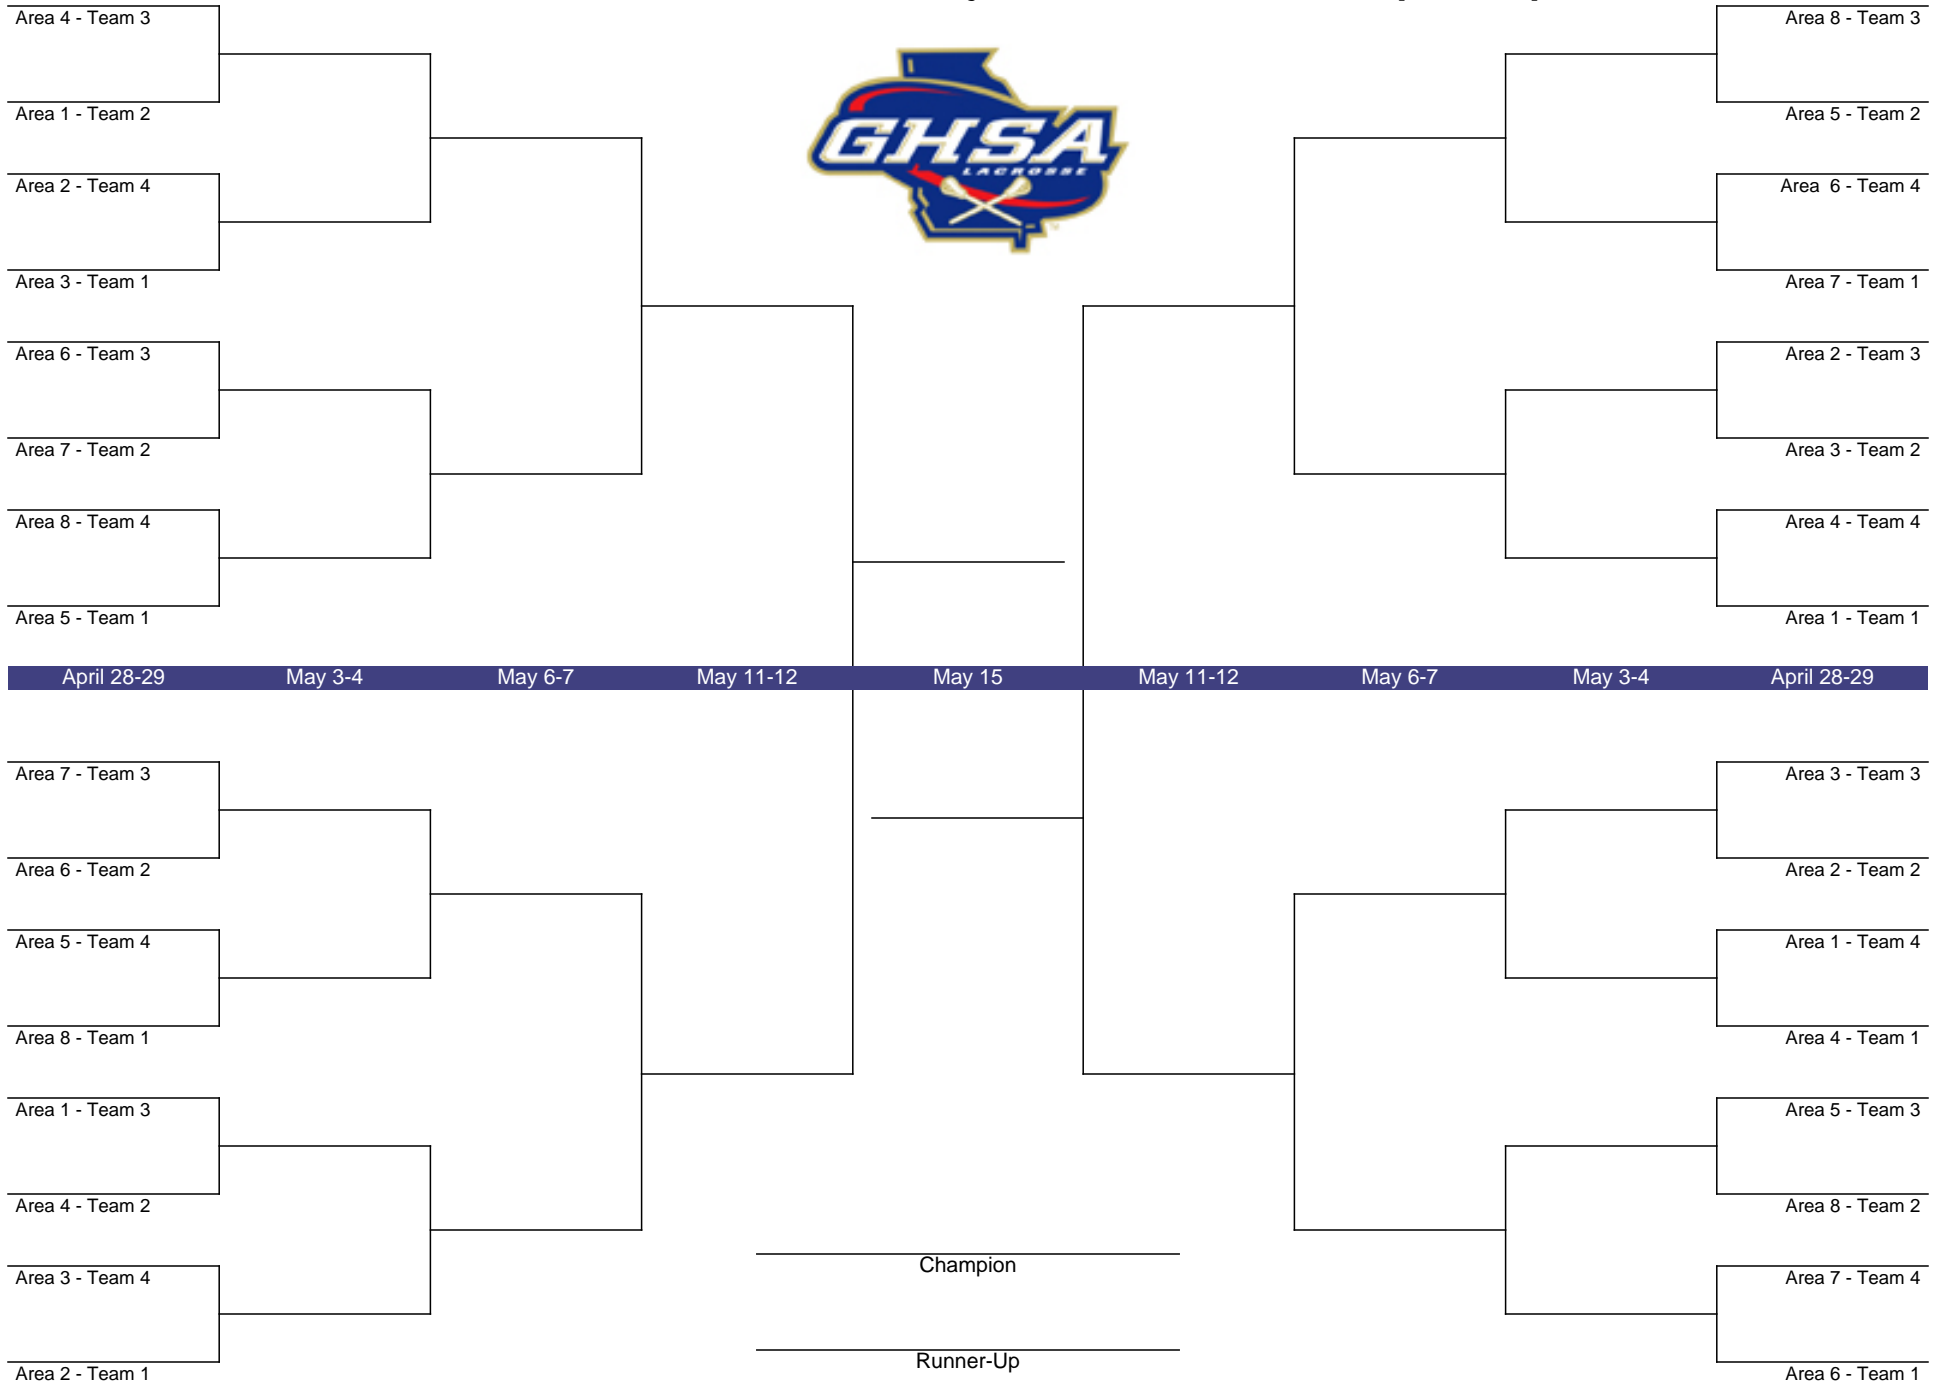 Area 4 - Team 3
Area 1 - Team 2
Area 2 - Team 4
Area 3 - Team 1
Area 6 - Team 3
Area 7 - Team 2
Area 8 - Team 4
Area 5 - Team 1
GHSA
LACROSSE
TM
Area 8 - Team 3
Area 5 - Team 2
Area  6 - Team 4
Area 7 - Team 1
Area 2 - Team 3
Area 3 - Team 2
Area 4 - Team 4
Area 1 - Team 1
April 28-29 May 3-4 May 6-7 May 11-12 May 15 May 11-12 May 6-7 May 3-4 April 28-29
Area 7 - Team 3
Area 6 - Team 2
Area 5 - Team 4
Area 8 - Team 1
Area 1 - Team 3
Area 4 - Team 2
Area 3 - Team 4
Area 2 - Team 1
Champion
Runner-Up
Area 3 - Team 3
Area 2 - Team 2
Area 1 - Team 4
Area 4 - Team 1
Area 5 - Team 3
Area 8 - Team 2
Area 7 - Team 4
Area 6 - Team 1